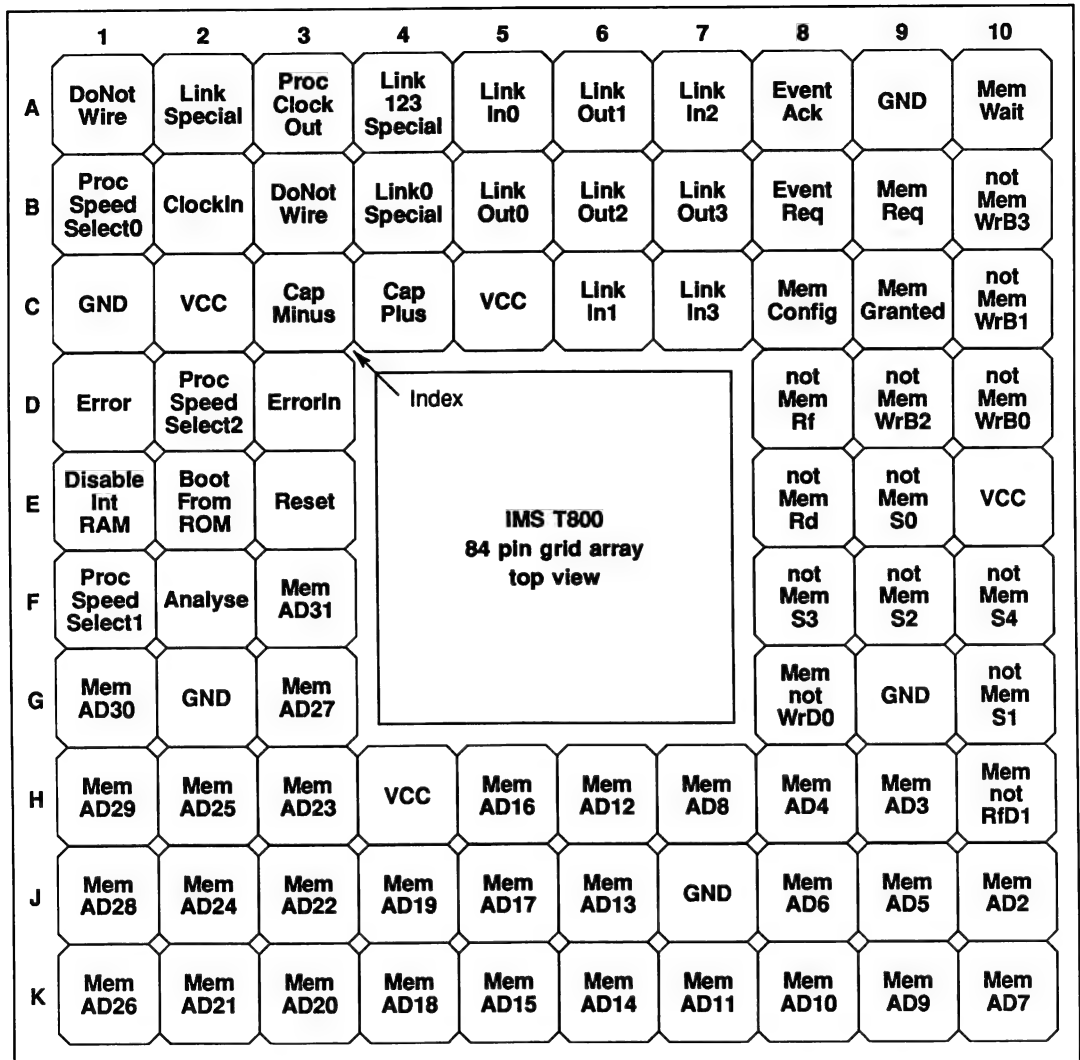 1 2 3 4 5 6 7 8 9 10
A
DoNot
Wire
Link
Special
Proc
Clock
Out
Link
123
Special
Link
In0
Link
Out1
Link
In2
Event
Ack
GND
Mem
Wait
B
Proc
Speed
Select0
ClockIn
DoNot
Wire
Link0
Special
Link
Out0
Link
Out2
Link
Out3
Event
Req
Mem
Req
not
Mem
WrB3
C
GND
VCC
Cap
Minus
Cap
Plus
VCC
Link
In1
Link
In3
Mem
Config
Mem
Granted
not
Mem
WrB1
D
Error
Proc
Speed
Select2
ErrorIn
Index
not
Mem
Rf
not
Mem
WrB2
not
Mem
WrB0
E
Disable
Int
RAM
Boot
From
ROM
Reset
IMS T800
84 pin grid array
top view
not
Mem
Rd
not
Mem
S0
VCC
F
Proc
Speed
Select1
Analyse
Mem
AD31
not
Mem
S3
not
Mem
S2
not
Mem
S4
G
Mem
AD30
GND
Mem
AD27
Mem
not
WrD0
GND
not
Mem
S1
H
Mem
AD29
Mem
AD25
Mem
AD23
VCC
Mem
AD16
Mem
AD12
Mem
AD8
Mem
AD4
Mem
AD3
Mem
not
RfD1
J
Mem
AD28
Mem
AD24
Mem
AD22
Mem
AD19
Mem
AD17
Mem
AD13
GND
Mem
AD6
Mem
AD5
Mem
AD2
K
Mem
AD26
Mem
AD21
Mem
AD20
Mem
AD18
Mem
AD15
Mem
AD14
Mem
AD11
Mem
AD10
Mem
AD9
Mem
AD7